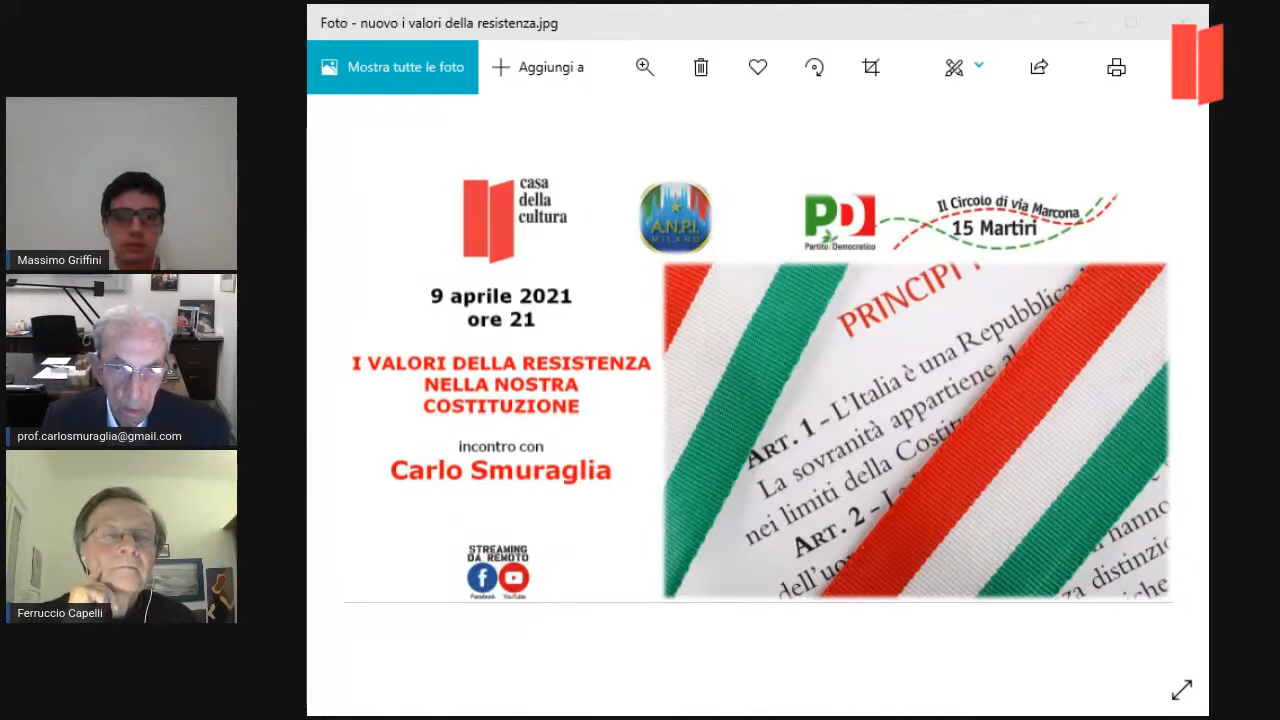 Foto - nuovo i valori della resistenza.jpg
Mostra tutte le foto
Aggiungi a
casa
della
cultura
A.N.P.I.
MILANO
PD
Partito Democratico
Il Circolo di via Marcona
15 Martiri
9 aprile 2021
ore 21
I VALORI DELLA RESISTENZA
NELLA NOSTRA
COSTITUZIONE
incontro con
Carlo Smuraglia
STREAMING
DA REMOTO
Facebook
YouTube
PRINCIPI
ART. 1 - L'Italia è una Repubblica
La sovranità appartiene al
nei limiti della
ART. 2 -
hanno
distinzio
Massimo Griffini
prof.carlosmuraglia@gmail.com
Ferruccio Capelli